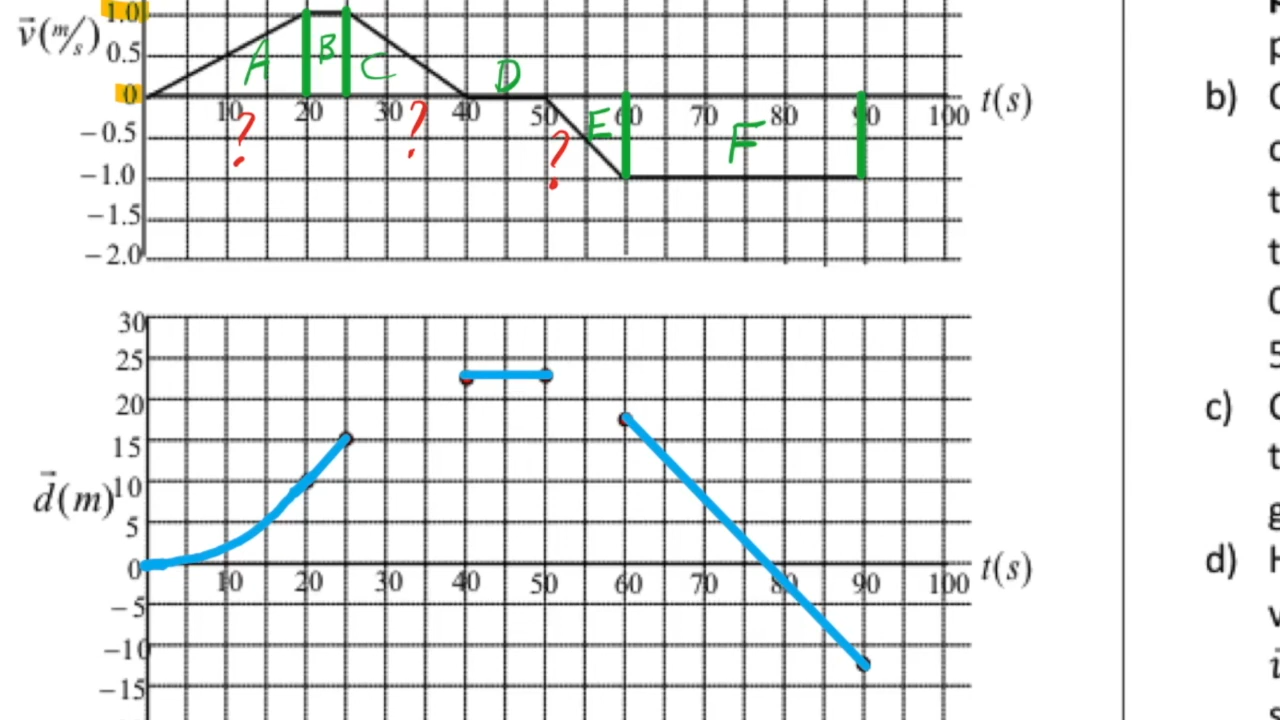 1.0
v⃗(m/s) 0.5
A B C D
0
10 20 30 40 50 60 70 80 90 100 t(s)
? ? ? E F
−0.5
−1.0
−1.5
−2.0
30
25
20
15
d⃗(m) 10
5
0
10 20 30 40 50 60 70 80 90 100 t(s)
−5
−10
−15
b)
c)
d)